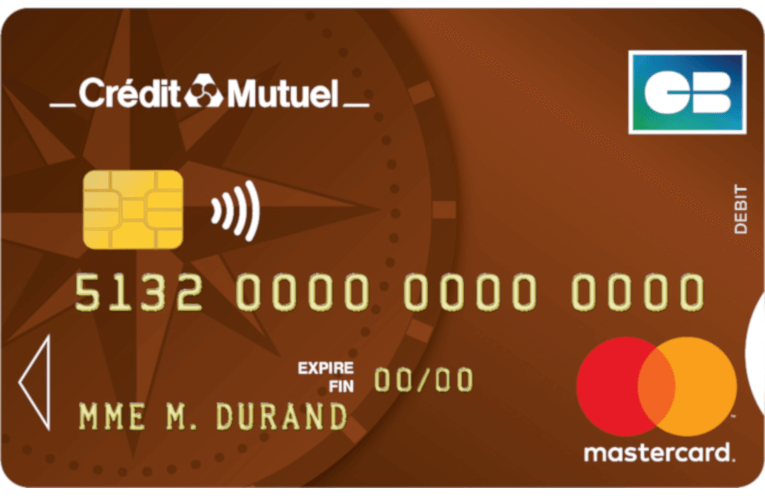 Crédit Mutuel
CB
DEBIT
5132 0000 0000 0000
EXPIRE
FIN 00/00
MME M. DURAND
mastercard.